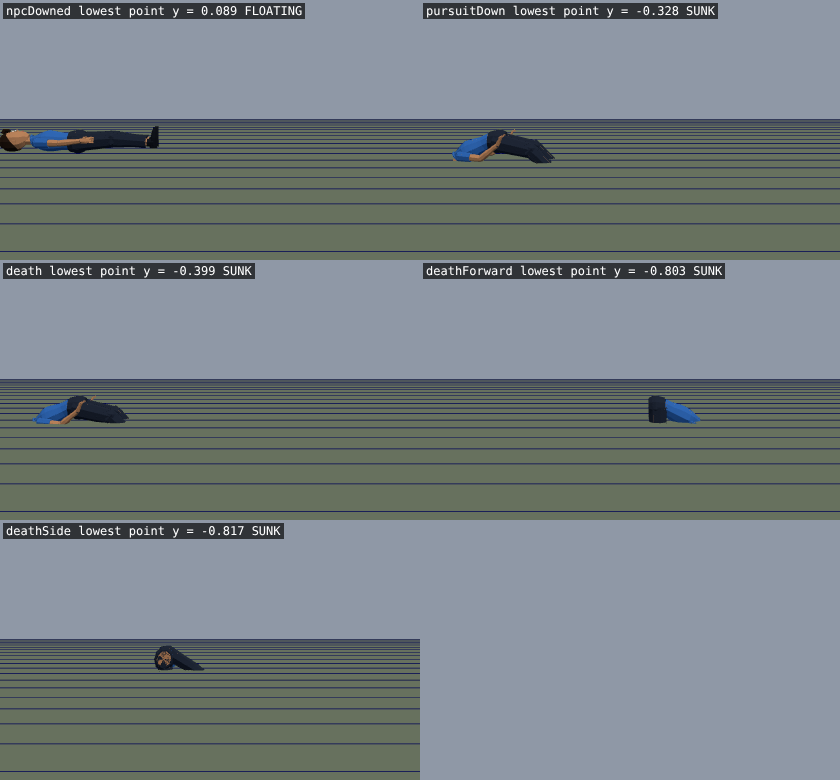 npcDowned lowest point y = 0.089 FLOATING
pursuitDown lowest point y = -0.328 SUNK
death lowest point y = -0.399 SUNK
deathForward lowest point y = -0.803 SUNK
deathSide lowest point y = -0.817 SUNK